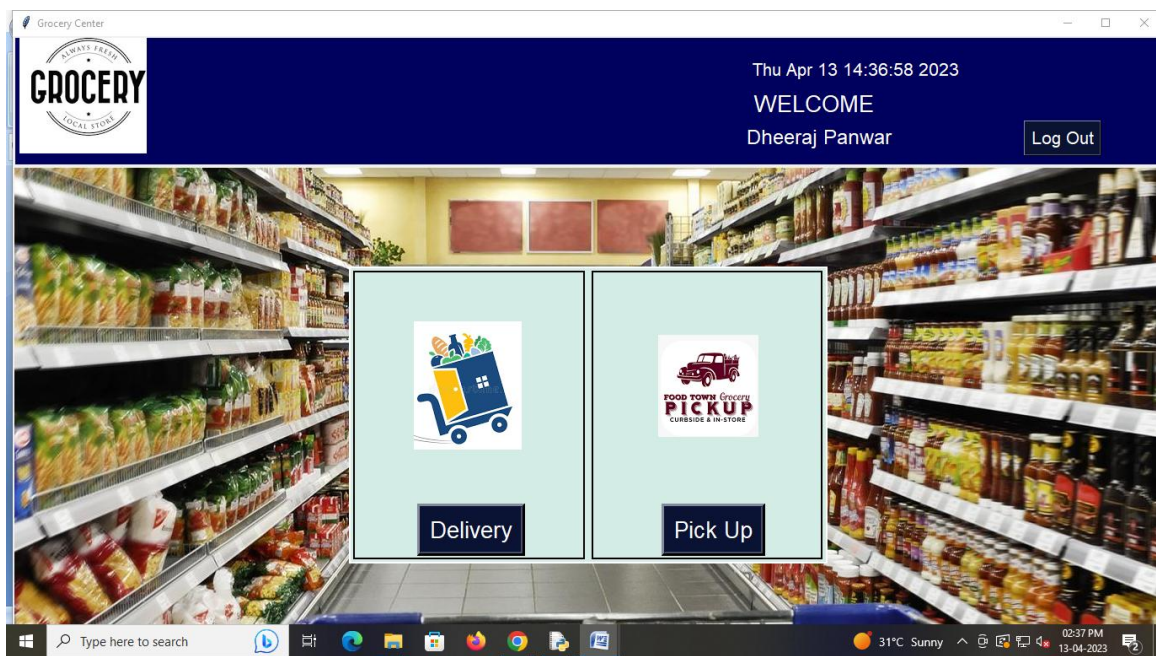 Grocery Center
ALWAYS FRESH
GROCERY
LOCAL STORE
Thu Apr 13 14:36:58 2023
WELCOME
Dheeraj Panwar
Log Out
FOOD TOWN Grocery
PICKUP
CURBSIDE & IN-STORE
Delivery
Pick Up
Type here to search
31°C Sunny
02:37 PM
13-04-2023
2